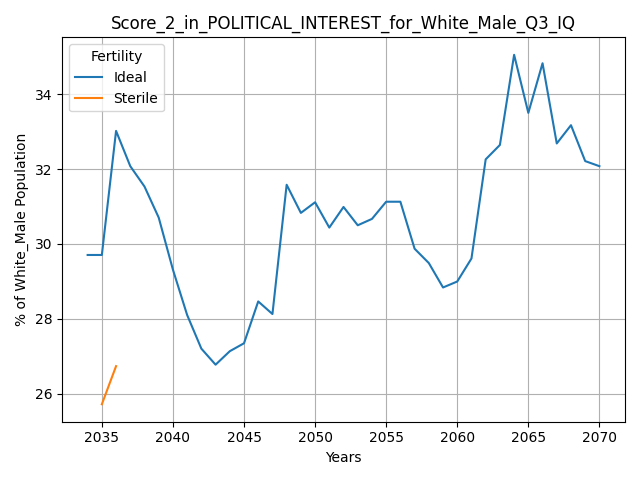 Score_2_in_POLITICAL_INTEREST_for_White_Male_Q3_IQ
Fertility
Ideal
Sterile
% of White_Male Population
34
32
30
28
26
2035 2040 2045 2050 2055 2060 2065 2070
Years